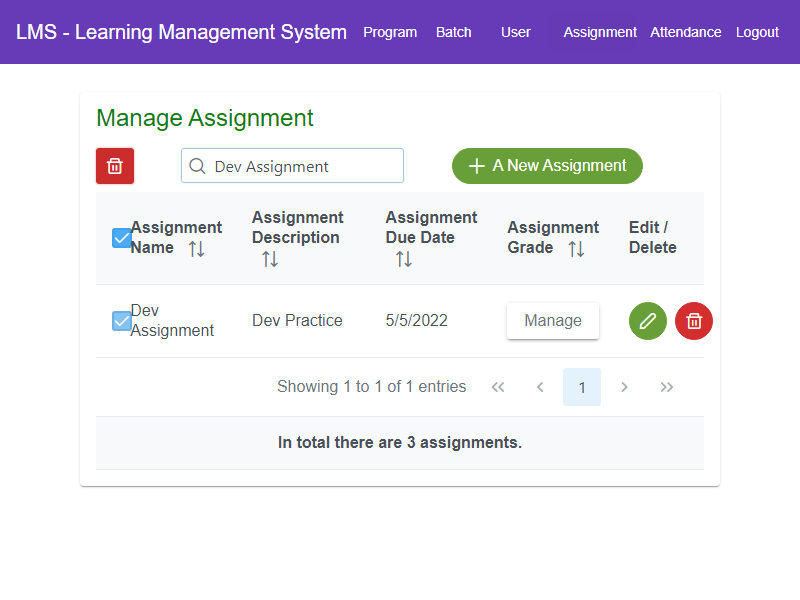 LMS - Learning Management System Program Batch User Assignment Attendance Logout
Manage Assignment
Dev Assignment A New Assignment
Assignment Name Assignment Description Assignment Due Date Assignment Grade Edit / Delete
Dev Assignment Dev Practice 5/5/2022 Manage
Showing 1 to 1 of 1 entries 1
In total there are 3 assignments.